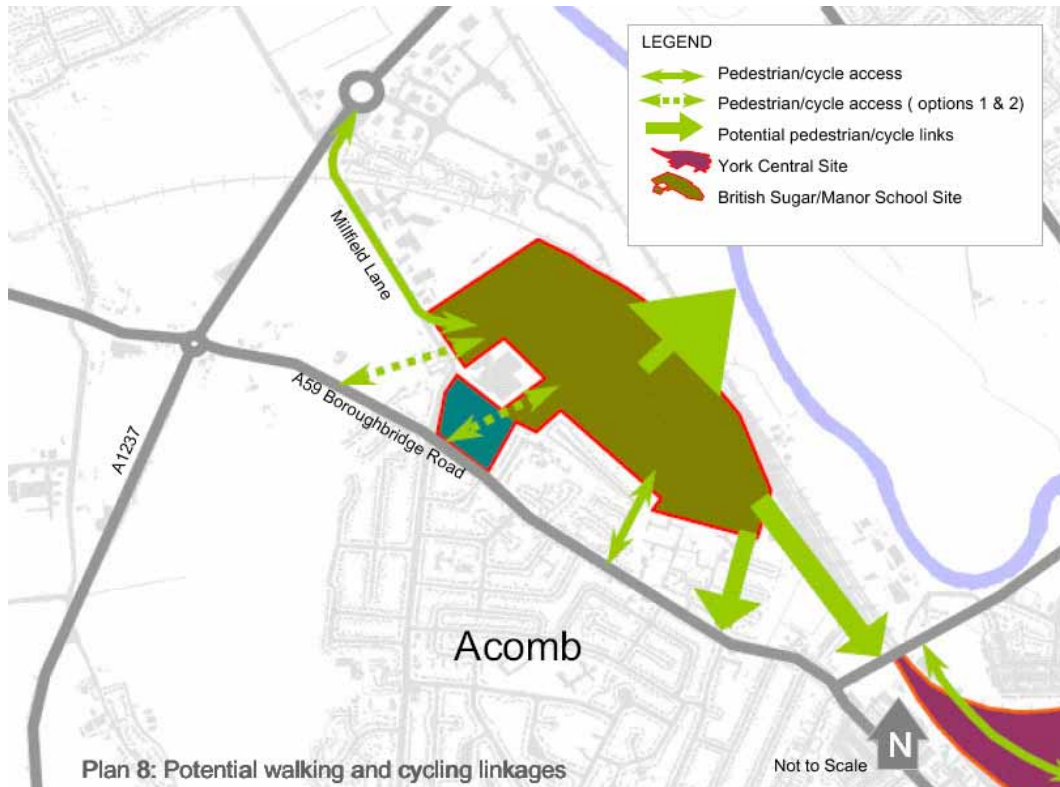 LEGEND
Pedestrian/cycle access
Pedestrian/cycle access ( options 1 & 2)
Potential pedestrian/cycle links
York Central Site
British Sugar/Manor School Site
Millfield Lane
A59 Boroughbridge Road
A1237
Acomb
N
Not to Scale
Plan 8: Potential walking and cycling linkages